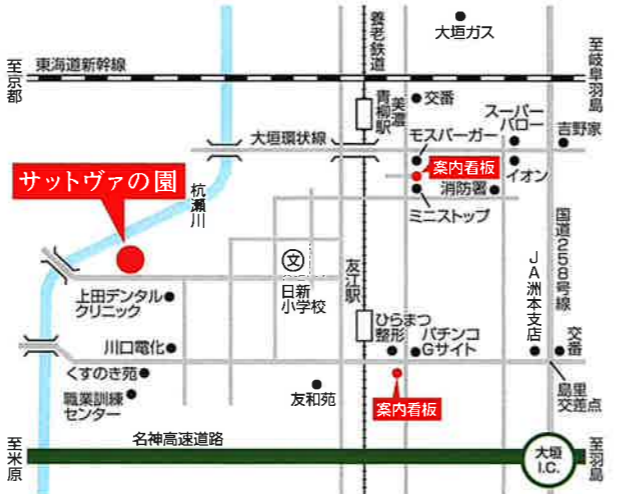 養老鉄道
大垣ガス
至岐阜羽島
至京都
東海道新幹線
美濃
青柳駅
交番
スーパー
バロー
吉野家
大垣環状線
モスバーガー
案内看板
イオン
消防署
ミニストップ
サットヴァの園
杭瀬川
国道258号線
文
日新
小学校
友江駅
JA洲本支店
上田デンタル
クリニック
ひらまつ
整形
パチンコ
Gサイト
交番
川口電化
くすのき苑
職業訓練
センター
友和苑
案内看板
島里
交差点
至米原
名神高速道路
大垣
I.C.
至羽島